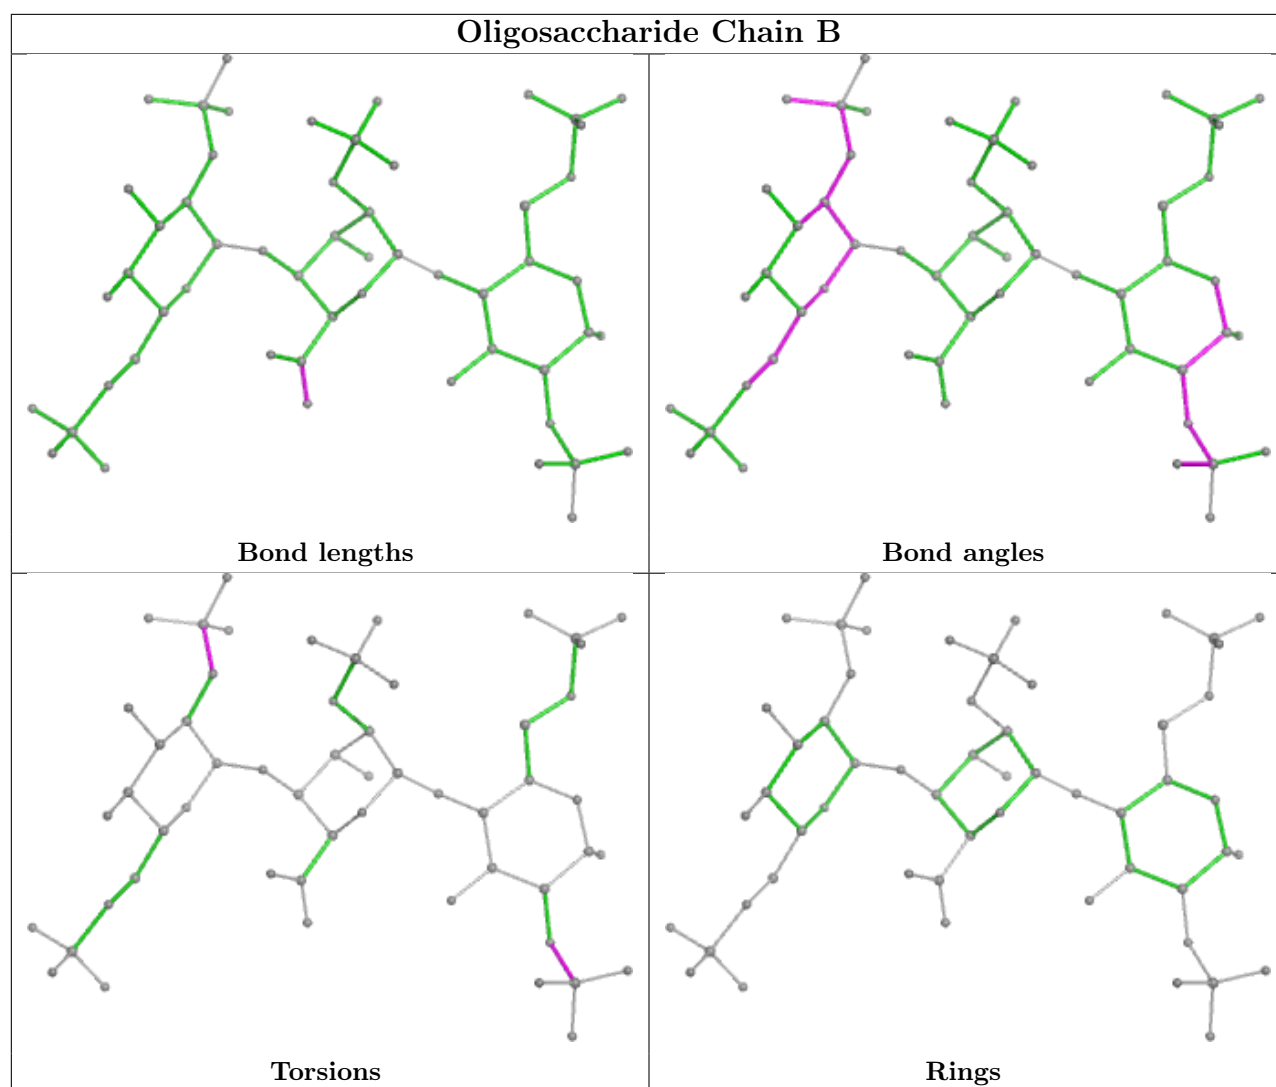 Oligosaccharide Chain B
Bond lengths
Bond angles
Torsions
Rings